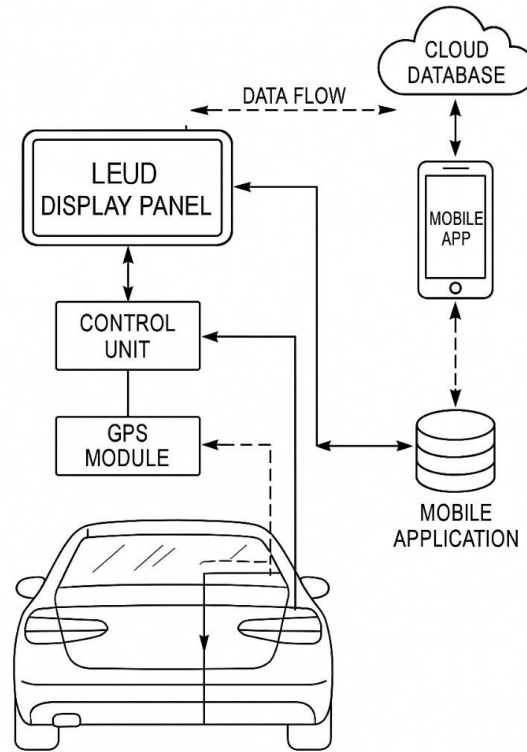 CLOUD
DATABASE
DATA FLOW
LEUD
DISPLAY PANEL
MOBILE
APP
CONTROL
UNIT
GPS
MODULE
MOBILE
APPLICATION